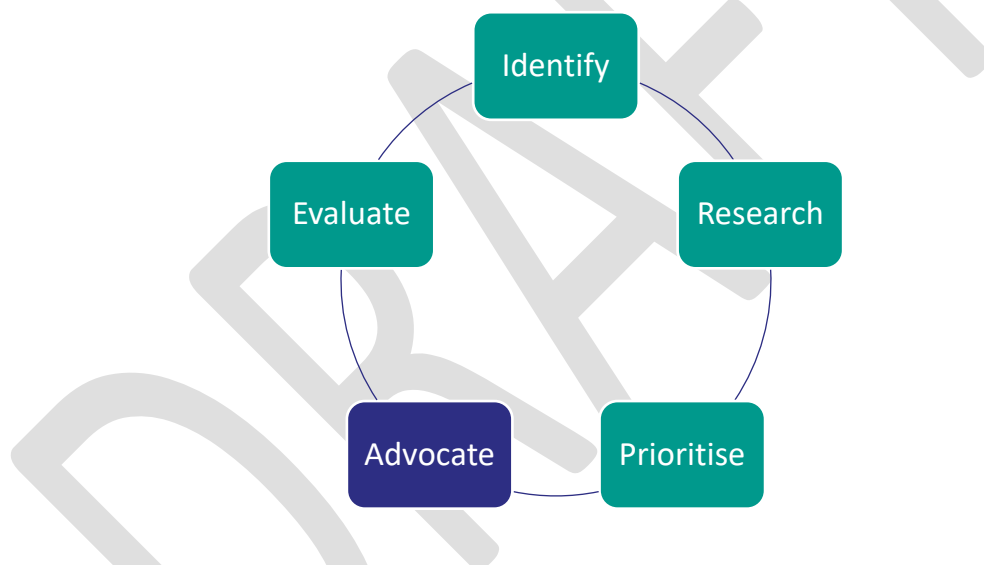 Identify
Research
Prioritise
Advocate
Evaluate
DRAFT